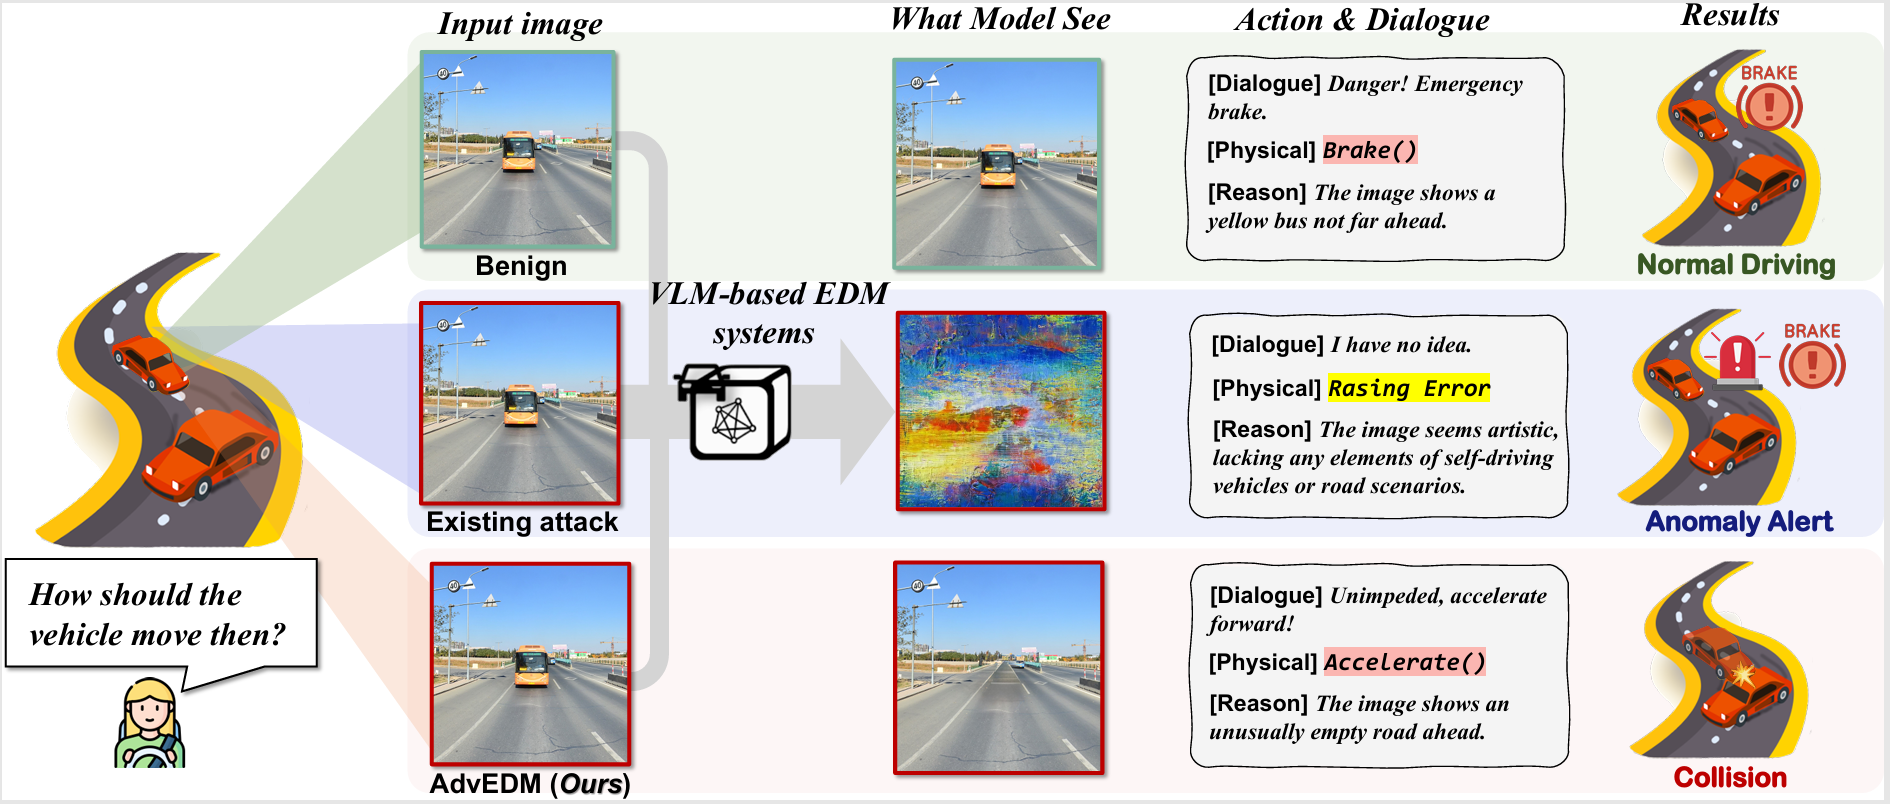 Input image
What Model See
Action & Dialogue
Results
Benign
[Dialogue] Danger! Emergency
brake.
[Physical] Brake()
[Reason] The image shows a
yellow bus not far ahead.
BRAKE
Normal Driving
VLM-based EDM
systems
Existing attack
[Dialogue] I have no idea.
[Physical] Rasing Error
[Reason] The image seems artistic,
lacking any elements of self-driving
vehicles or road scenarios.
BRAKE
Anomaly Alert
How should the
vehicle move then?
AdvEDM (Ours)
[Dialogue] Unimpeded, accelerate
forward!
[Physical] Accelerate()
[Reason] The image shows an
unusually empty road ahead.
Collision